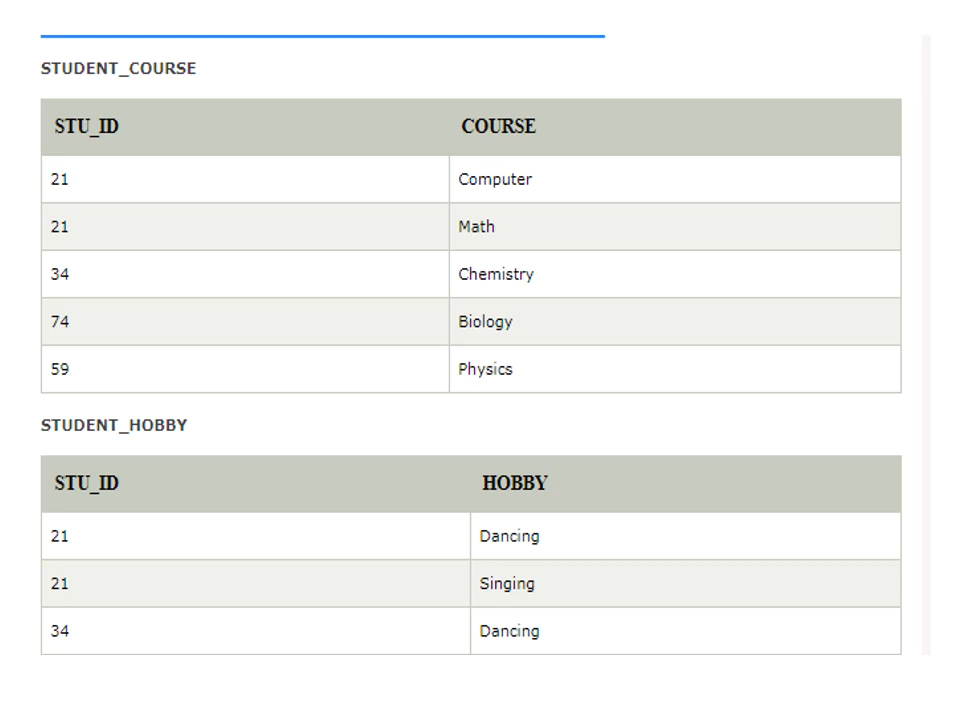 STUDENT_COURSE
STU_ID COURSE
21 Computer
21 Math
34 Chemistry
74 Biology
59 Physics
STUDENT_HOBBY
STU_ID HOBBY
21 Dancing
21 Singing
34 Dancing